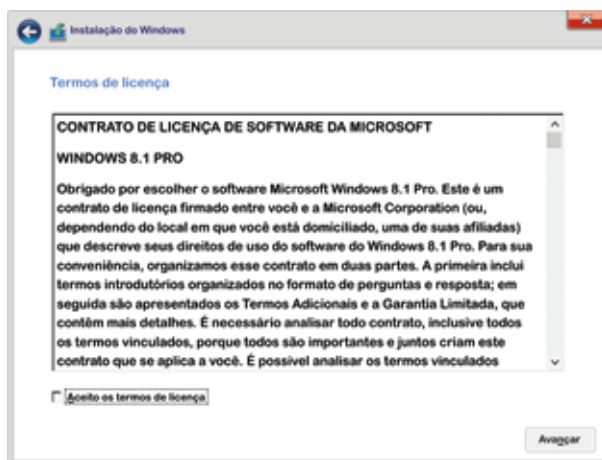 Instalação do Windows
Termos de licença
CONTRATO DE LICENÇA DE SOFTWARE DA MICROSOFT
WINDOWS 8.1 PRO
Obrigado por escolher o software Microsoft Windows 8.1 Pro. Este é um
contrato de licença firmado entre você e a Microsoft Corporation (ou,
dependendo do local em que você está domiciliado, uma de suas afiliadas)
que descreve seus direitos de uso do software do Windows 8.1 Pro. Para sua
conveniência, organizamos esse contrato em duas partes. A primeira inclui
termos introdutórios organizados no formato de perguntas e resposta; em
seguida são apresentados os Termos Adicionais e a Garantia Limitada, que
contêm mais detalhes. É necessário analisar todo contrato, inclusive todos
os termos vinculados, porque todos são importantes e juntos criam este
contrato que se aplica a você. É possível analisar os termos vinculados
Aceito os termos de licença
Avançar